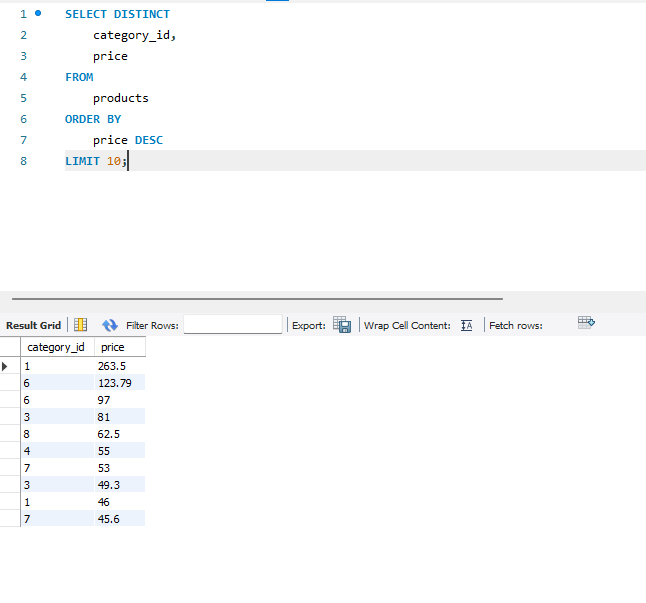 1 SELECT DISTINCT
2 category_id,
3 price
4 FROM
5 products
6 ORDER BY
7 price DESC
8 LIMIT 10;
Result Grid Filter Rows: Export: Wrap Cell Content: IA Fetch rows:
category_id price
1 263.5
6 123.79
6 97
3 81
8 62.5
4 55
7 53
3 49.3
1 46
7 45.6